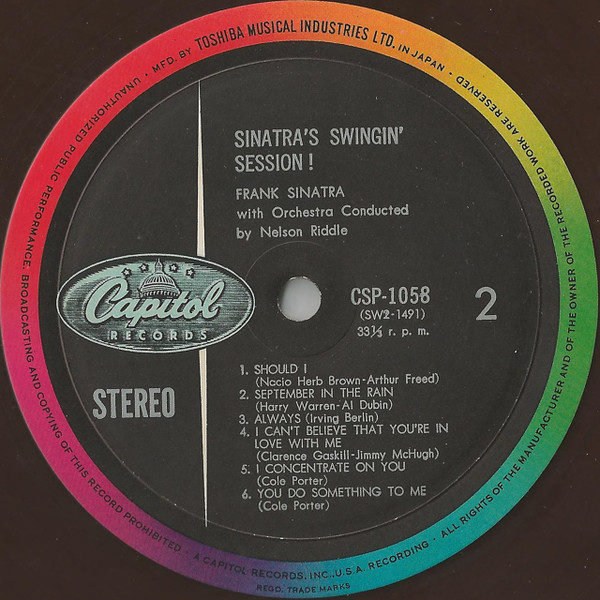 UNAUTHORIZED PUBLIC PERFORMANCE, BROADCASTING AND COPYING OF THIS RECORD PROHIBITED · A CAPITOL RECORDS, INC., U.S.A. RECORDING · ALL RIGHTS OF THE MANUFACTURER AND OF THE OWNER OF THE RECORDED WORK ARE RESERVED
· MFD. BY TOSHIBA MUSICAL INDUSTRIES LTD. IN JAPAN ·
SINATRA'S SWINGIN'
SESSION!
FRANK SINATRA
with Orchestra Conducted
by Nelson Riddle
Capitol
RECORDS
CSP-1058
(SW2-1491)
33⅓ r. p. m.
2
STEREO
1. SHOULD I
(Nacio Herb Brown-Arthur Freed)
2. SEPTEMBER IN THE RAIN
(Harry Warren-Al Dubin)
3. ALWAYS (Irving Berlin)
4. I CAN'T BELIEVE THAT YOU'RE IN
LOVE WITH ME
(Clarence Gaskill-Jimmy McHugh)
5. I CONCENTRATE ON YOU
(Cole Porter)
6. YOU DO SOMETHING TO ME
(Cole Porter)
REGD. TRADE MARKS